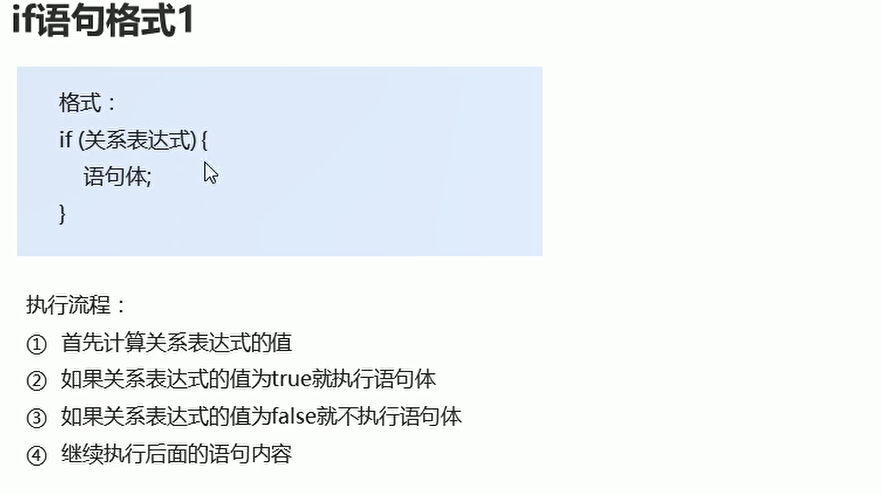 if语句格式1
格式：
if (关系表达式) {
语句体;
}
执行流程：
① 首先计算关系表达式的值
② 如果关系表达式的值为true就执行语句体
③ 如果关系表达式的值为false就不执行语句体
④ 继续执行后面的语句内容